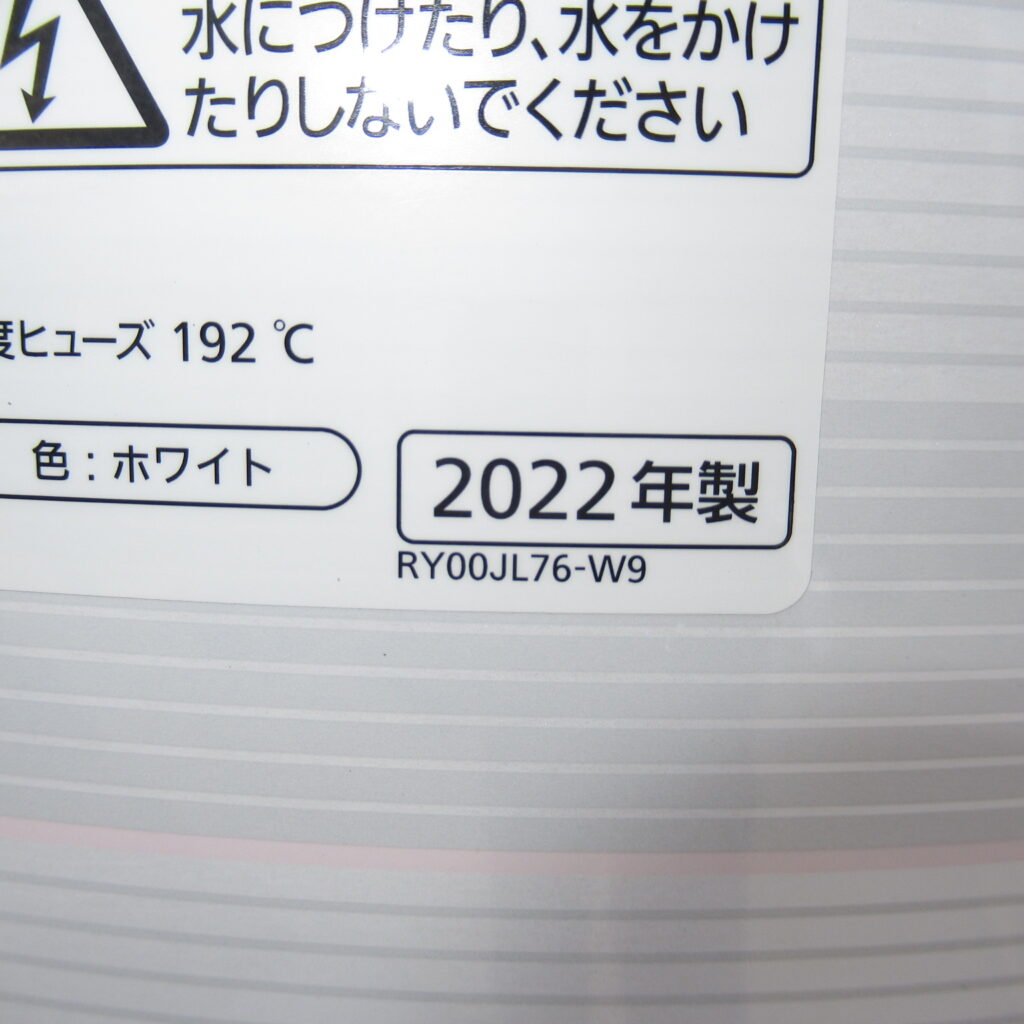 水につけたり、水をかけ
たりしないでください
度ヒューズ 192 ℃
色：ホワイト
2022年製
RY00JL76-W9